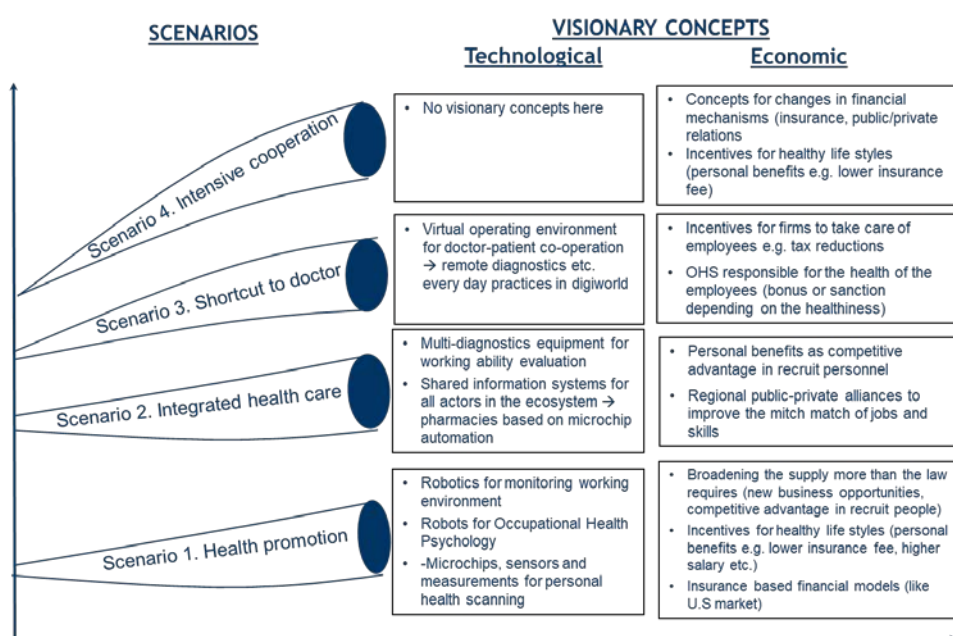 SCENARIOS
VISIONARY CONCEPTS
Technological
Economic
Scenario 4. Intensive cooperation
• No visionary concepts here
• Concepts for changes in financial
mechanisms (insurance, public/private
relations
• Incentives for healthy life styles
(personal benefits e.g. lower insurance
fee)
Scenario 3. Shortcut to doctor
• Virtual operating environment
for doctor-patient co-operation
→ remote diagnostics etc.
every day practices in digiworld
• Incentives for firms to take care of
employees e.g. tax reductions
• OHS responsible for the health of the
employees (bonus or sanction
depending on the healthiness)
Scenario 2. Integrated health care
• Multi-diagnostics equipment for
working ability evaluation
• Shared information systems for
all actors in the ecosystem →
pharmacies based on microchip
automation
• Personal benefits as competitive
advantage in recruit personnel
• Regional public-private alliances to
improve the mitch match of jobs and
skills
Scenario 1. Health promotion
• Robotics for monitoring working
environment
• Robots for Occupational Health
Psychology
• -Microchips, sensors and
measurements for personal
health scanning
• Broadening the supply more than the law
requires (new business opportunities,
competitive advantage in recruit people)
• Incentives for healthy life styles (personal
benefits e.g. lower insurance fee, higher
salary etc.)
• Insurance based financial models (like
U.S market)